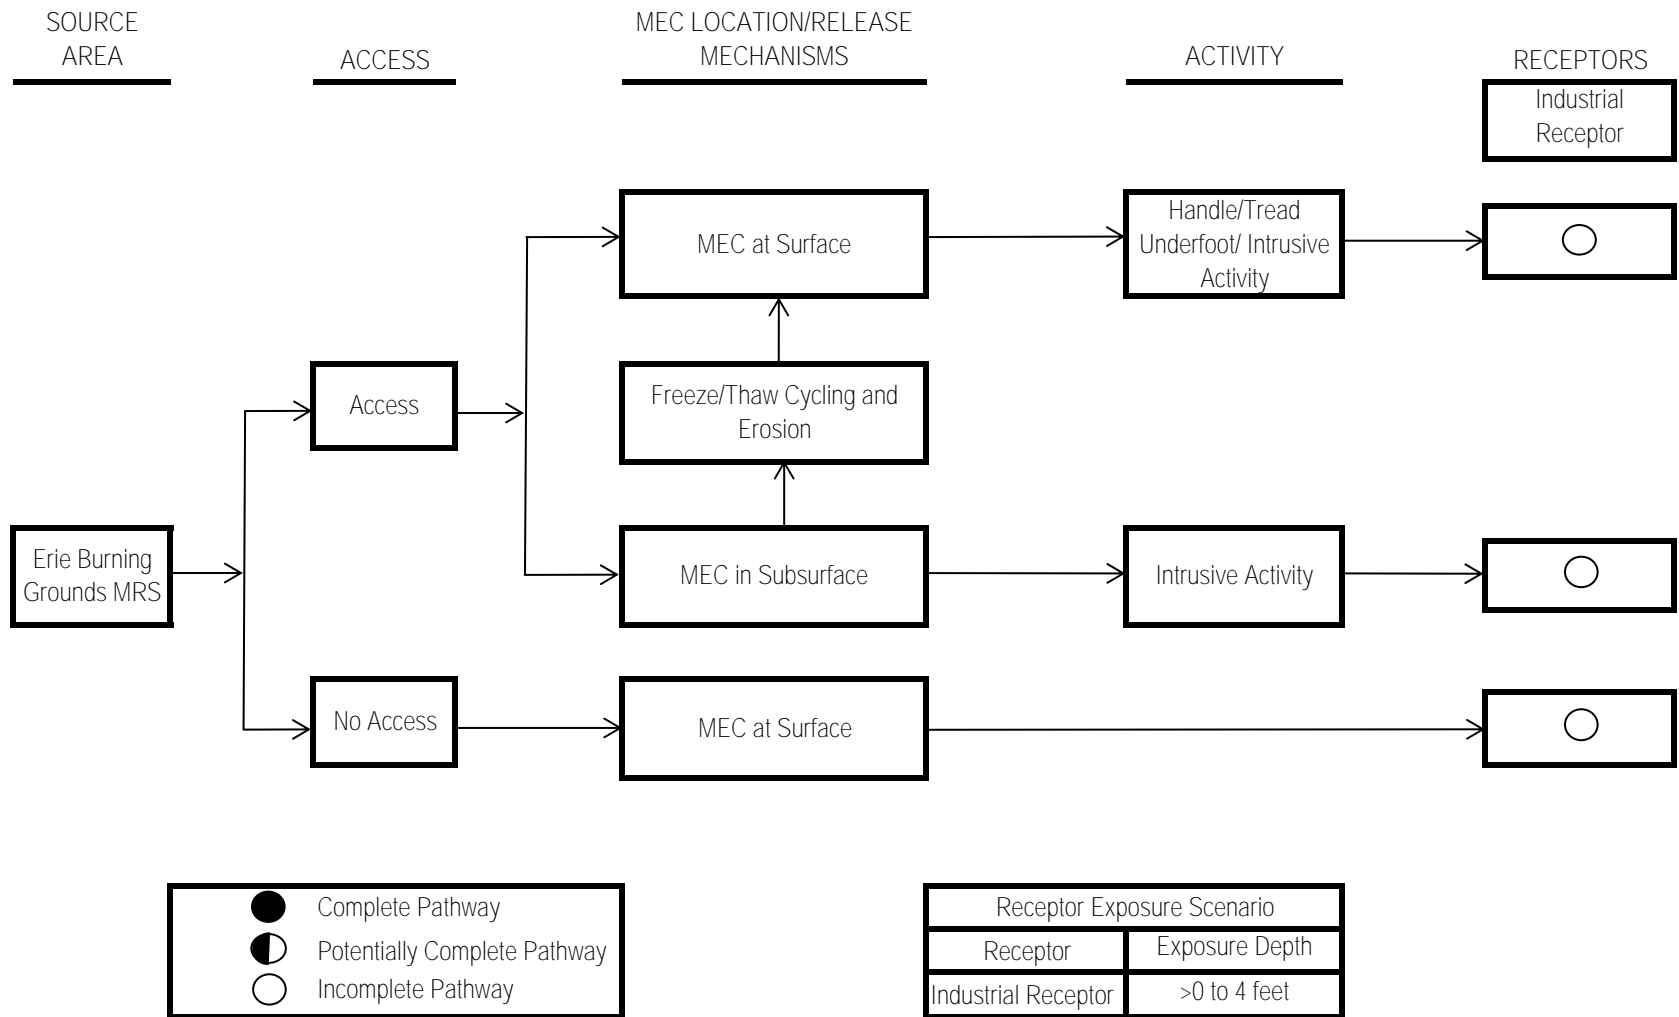 SOURCE
AREA
ACCESS
MEC LOCATION/RELEASE
MECHANISMS
ACTIVITY
RECEPTORS
Industrial
Receptor
MEC at Surface
Handle/Tread
Underfoot/ Intrusive
Activity
Access
Freeze/Thaw Cycling and
Erosion
Erie Burning
Grounds MRS
MEC in Subsurface
Intrusive Activity
No Access
MEC at Surface
Complete Pathway
Potentially Complete Pathway
Incomplete Pathway
Receptor Exposure Scenario
Receptor
Exposure Depth
Industrial Receptor
>0 to 4 feet